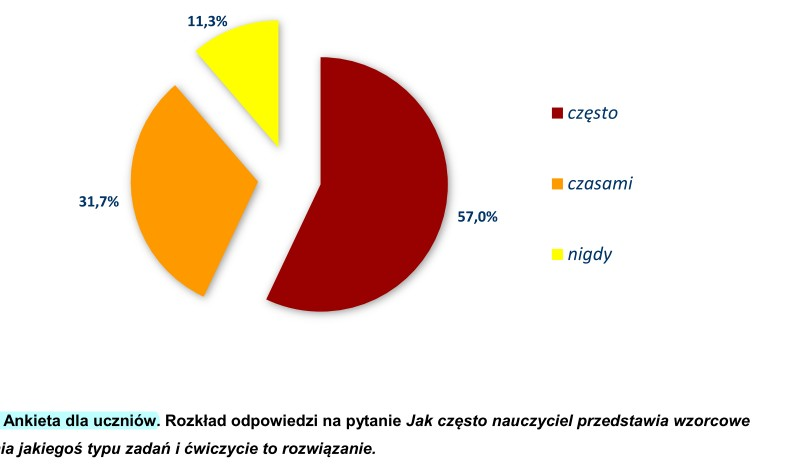 11,3%
często
czasami
31,7%
57,0%
nigdy
Ankieta dla uczniów. Rozkład odpowiedzi na pytanie Jak często nauczyciel przedstawia wzorcowe
jakiegoś typu zadań i ćwiczycie to rozwiązanie.